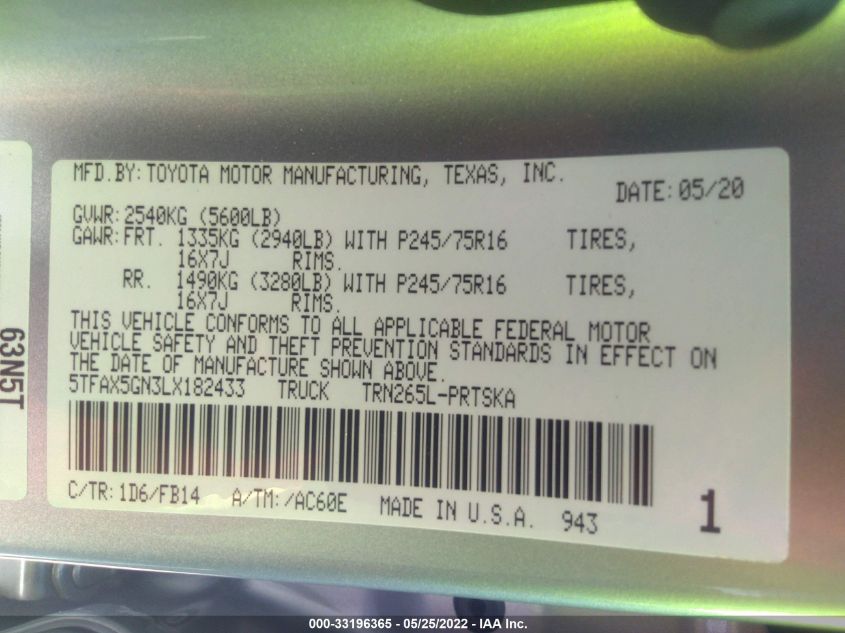 MFD.BY:TOYOTA MOTOR MANUFACTURING, TEXAS, INC.
DATE:05/20
GVWR:2540KG (5600LB)
GAWR:FRT. 1335KG (2940LB) WITH P245/75R16 TIRES,
16X7J RIMS.
RR. 1490KG (3280LB) WITH P245/75R16 TIRES,
16X7J RIMS.
THIS VEHICLE CONFORMS TO ALL APPLICABLE FEDERAL MOTOR
VEHICLE SAFETY AND THEFT PREVENTION STANDARDS IN EFFECT ON
THE DATE OF MANUFACTURE SHOWN ABOVE.
5TFAX5GN3LX182433 TRUCK TRN265L-PRTSKA
C/TR:1D6/FB14 A/TM:/AC60E MADE IN U.S.A. 943
1
63N5T
000-33196365 - 05/25/2022 - IAA Inc.